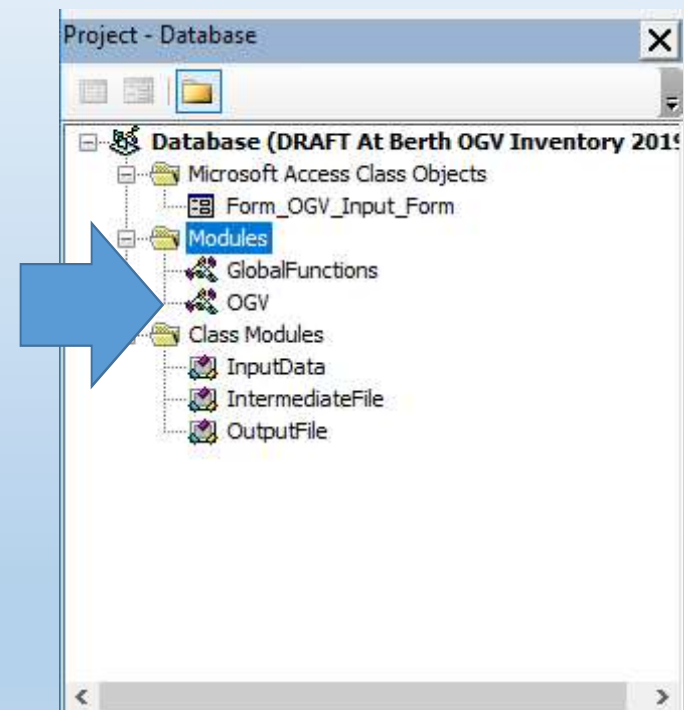 Project - Database
Database (DRAFT At Berth OGV Inventory 2019
Microsoft Access Class Objects
Form_OGV_Input_Form
Modules
GlobalFunctions
OGV
Class Modules
InputData
IntermediateFile
OutputFile